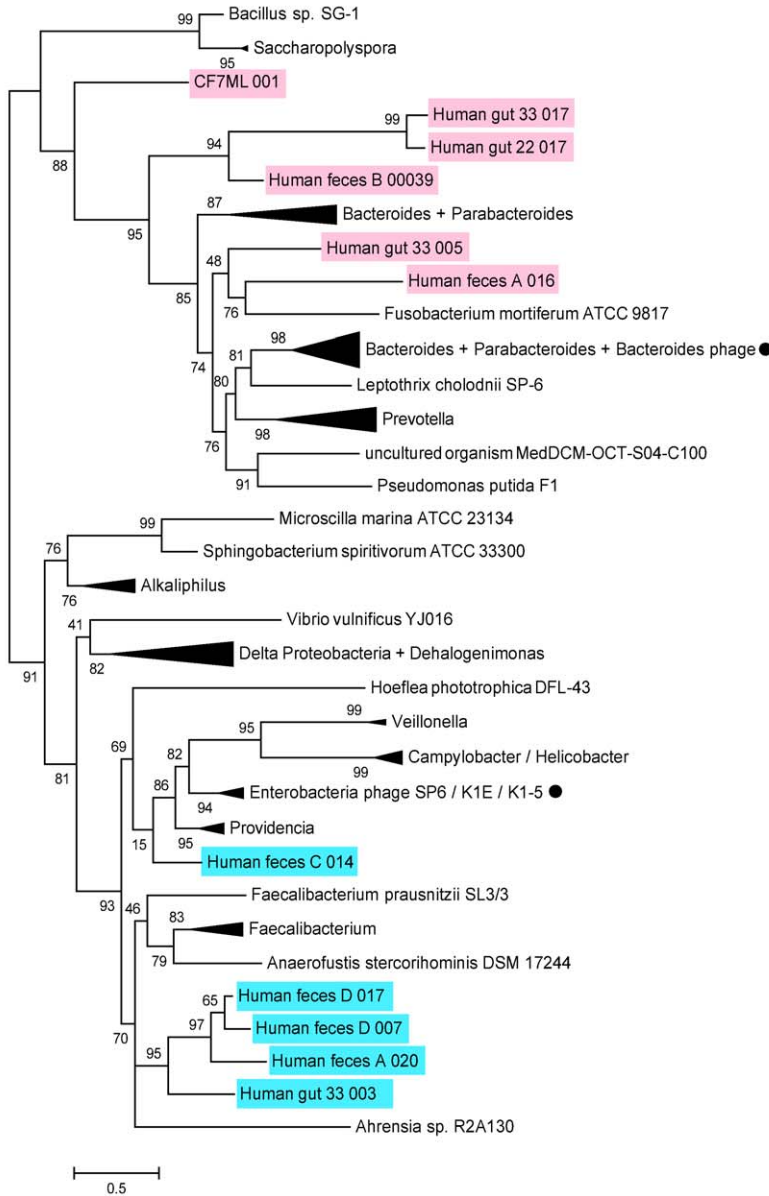 Bacillus sp. SG-1
99
Saccharopolyspora
95
CF7ML 001
Human gut 33 017
99
Human gut 22 017
94
88
Human feces B 00039
87
Bacteroides + Parabacteroides
95
Human gut 33 005
48
Human feces A 016
85
76
Fusobacterium mortiferum ATCC 9817
98
Bacteroides + Parabacteroides + Bacteroides phage
81
74
80
Leptothrix cholodnii SP-6
Prevotella
98
76
uncultured organism MedDCM-OCT-S04-C100
91
Pseudomonas putida F1
99
Microscilla marina ATCC 23134
76
Sphingobacterium spiritivorum ATCC 33300
Alkaliphilus
76
41
Vibrio vulnificus YJ016
82
Delta Proteobacteria + Dehalogenimonas
91
Hoeflea phototrophica DFL-43
99
Veillonella
95
69
82
Campylobacter / Helicobacter
99
81
86
Enterobacteria phage SP6 / K1E / K1-5
94
Providencia
95
15
Human feces C 014
Faecalibacterium prausnitzii SL3/3
93
46
83
Faecalibacterium
79
Anaerofustis stercorihominis DSM 17244
Human feces D 017
65
Human feces D 007
97
70
95
Human feces A 020
Human gut 33 003
Ahrensia sp. R2A130
0.5